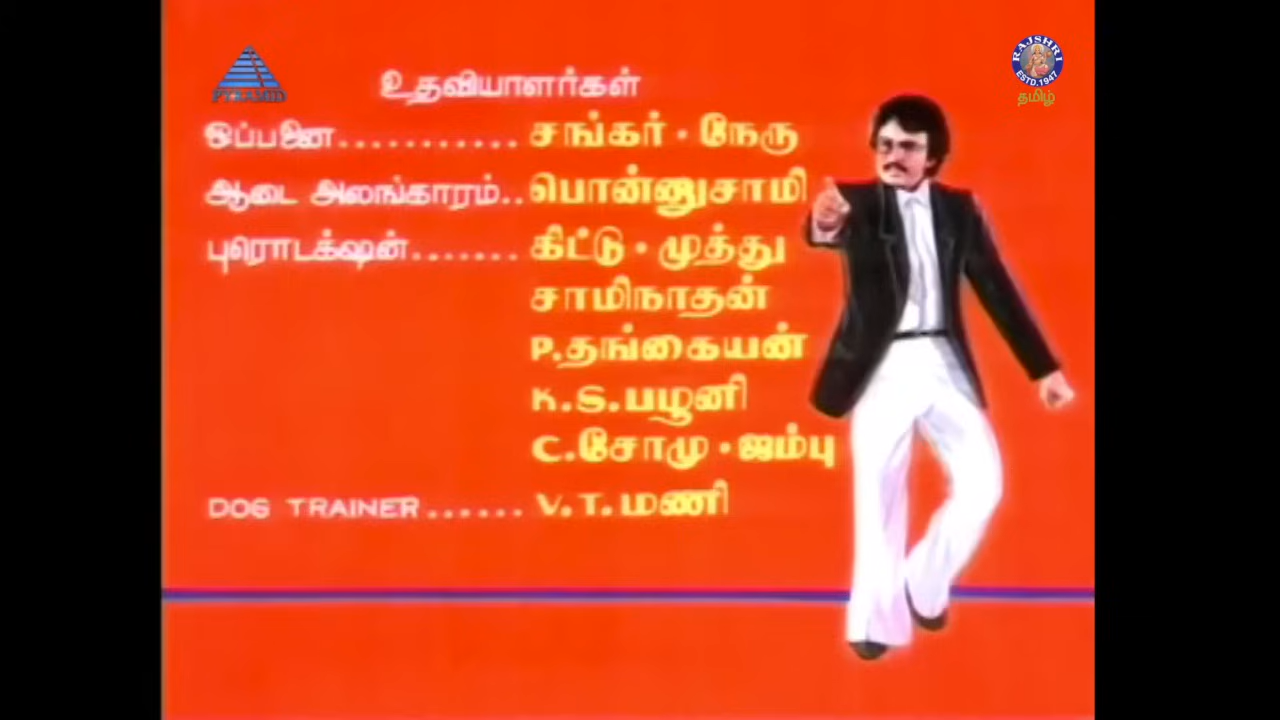 PYRAMID
RAJSHRI
ESTD.1947
தமிழ்
உதவியாளர்கள்
ஒப்பனை........... சங்கர் • நேரு
ஆடை அலங்காரம்.. பொன்னுசாமி
புரொடக்ஷன்....... கிட்டு • முத்து
சாமிநாதன்
P.தங்கையன்
K.S.பழனி
C.சோமு • ஜம்பு
DOG TRAINER...... V.T.மணி